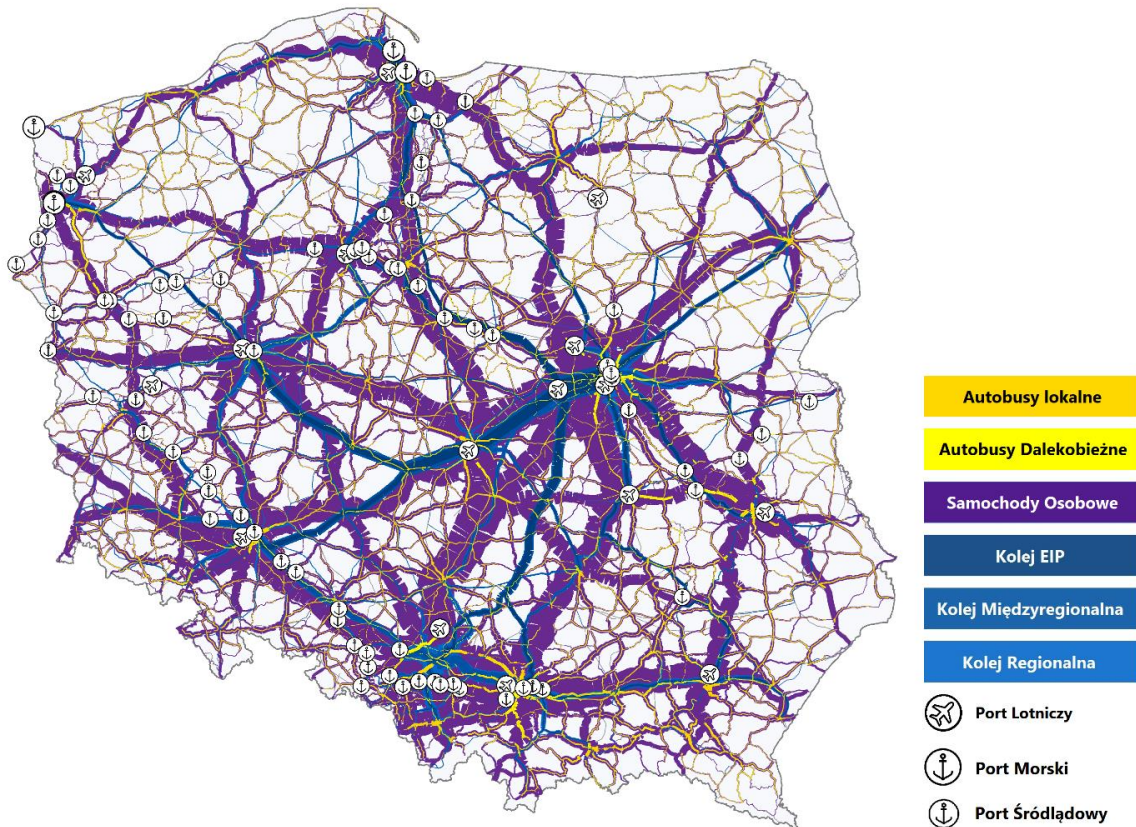 Autobusy lokalne
Autobusy Dalekobieżne
Samochody Osobowe
Kolej EIP
Kolej Międzyregionalna
Kolej Regionalna
Port Lotniczy
Port Morski
Port Śródlądowy